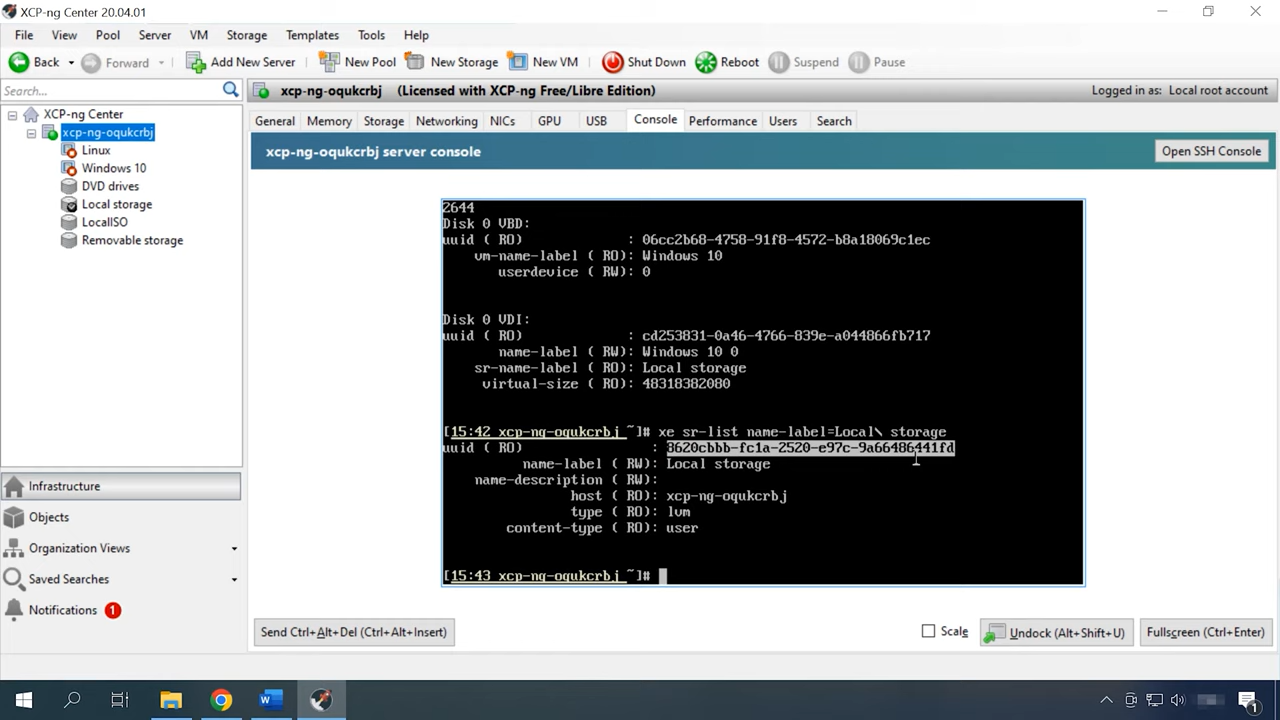 XCP-ng Center 20.04.01
File View Pool Server VM Storage Templates Tools Help
Back Forward Add New Server New Pool New Storage New VM Shut Down Reboot Suspend Pause
Search...
xcp-ng-oqukcrbj (Licensed with XCP-ng Free/Libre Edition) Logged in as: Local root account
XCP-ng Center
xcp-ng-oqukcrbj
Linux
Windows 10
DVD drives
Local storage
LocalISO
Removable storage
General Memory Storage Networking NICs GPU USB Console Performance Users Search
xcp-ng-oqukcrbj server console Open SSH Console
2644
Disk 0 VBD:
uuid ( RO) : 06cc2b68-4758-91f8-4572-b8a18069c1ec
vm-name-label ( RO): Windows 10
userdevice ( RW): 0
Disk 0 VDI:
uuid ( RO) : cd253831-0a46-4766-839e-a044866fb717
name-label ( RW): Windows 10 0
sr-name-label ( RO): Local storage
virtual-size ( RO): 48318382080
[15:42 xcp-ng-oqukcrbj ~]# xe sr-list name-label=Local\ storage
uuid ( RO) : 8620cbbb-fc1a-2520-e97c-9a66486441fd
name-label ( RW): Local storage
name-description ( RW):
host ( RO): xcp-ng-oqukcrbj
type ( RO): lvm
content-type ( RO): user
[15:43 xcp-ng-oqukcrbj ~]#
Infrastructure
Objects
Organization Views
Saved Searches
Notifications 1
Send Ctrl+Alt+Del (Ctrl+Alt+Insert) Scale Undock (Alt+Shift+U) Fullscreen (Ctrl+Enter)
1